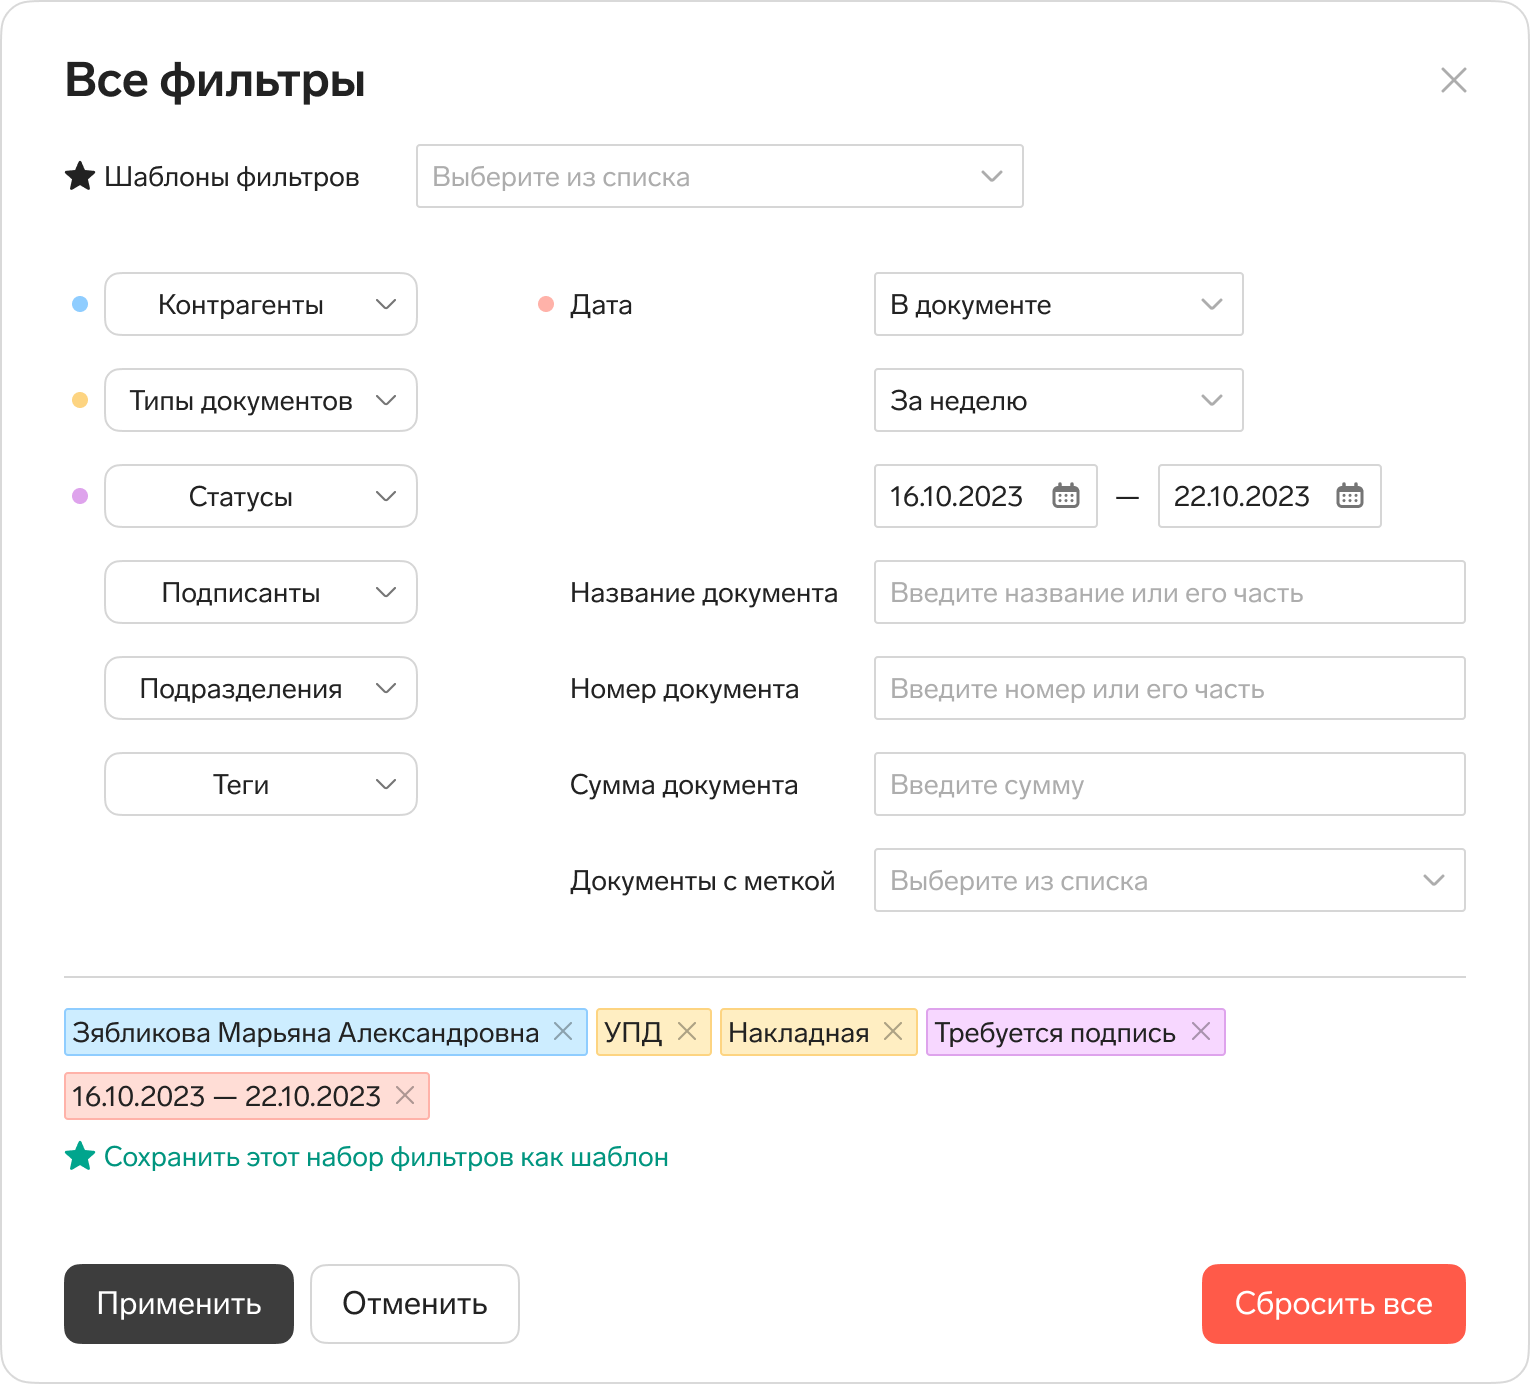 Все фильтры
Шаблоны фильтров Выберите из списка
Контрагенты Дата В документе
Типы документов За неделю
Статусы 16.10.2023 — 22.10.2023
Подписанты Название документа Введите название или его часть
Подразделения Номер документа Введите номер или его часть
Теги Сумма документа Введите сумму
Документы с меткой Выберите из списка
Зябликова Марьяна Александровна УПД Накладная Требуется подпись
16.10.2023 — 22.10.2023
Сохранить этот набор фильтров как шаблон
Применить Отменить Сбросить все